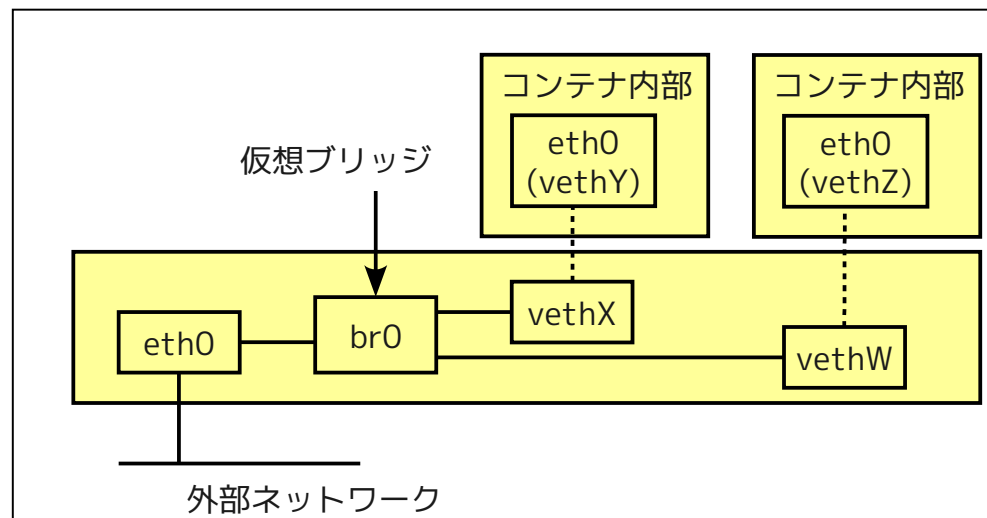 コンテナ内部
eth0
(vethY)
コンテナ内部
eth0
(vethZ)
仮想ブリッジ
eth0
br0
vethX
vethW
外部ネットワーク